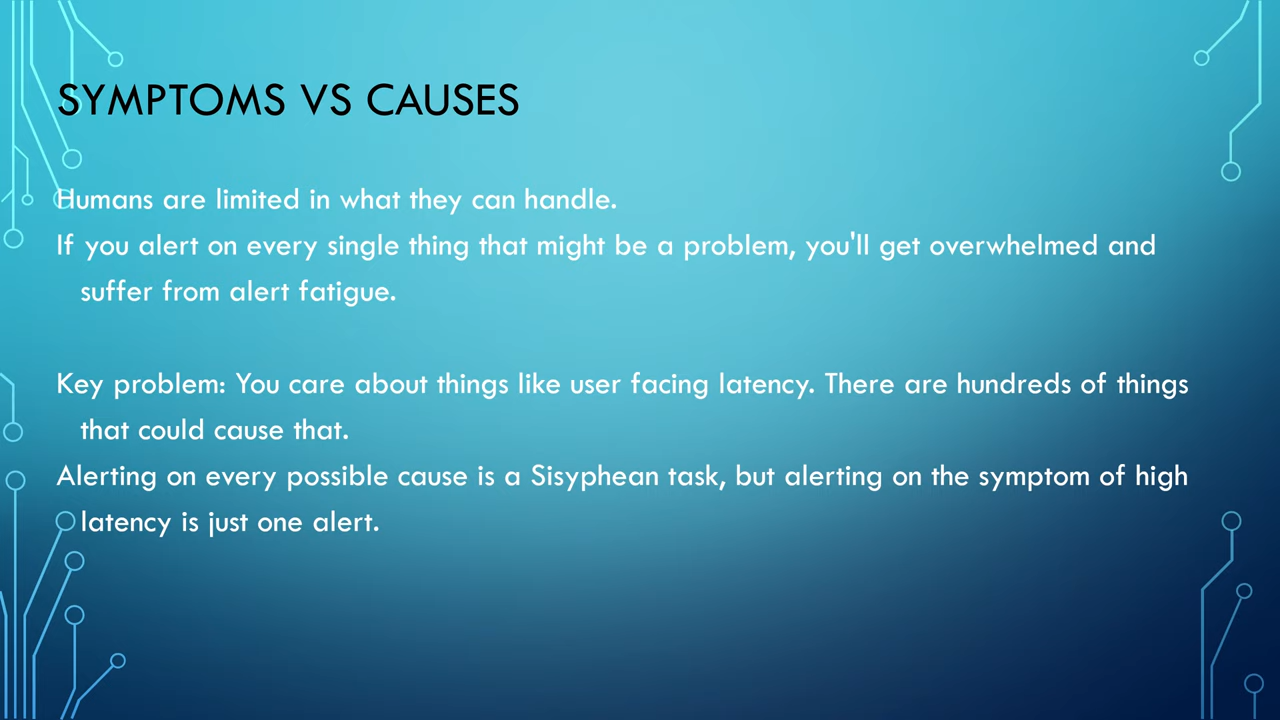 SYMPTOMS VS CAUSES
Humans are limited in what they can handle.
If you alert on every single thing that might be a problem, you'll get overwhelmed and
suffer from alert fatigue.
Key problem: You care about things like user facing latency. There are hundreds of things
that could cause that.
Alerting on every possible cause is a Sisyphean task, but alerting on the symptom of high
latency is just one alert.